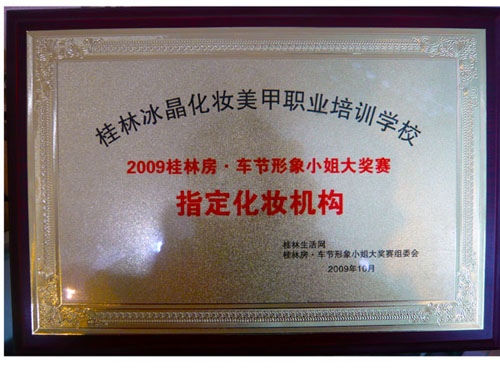 桂林冰晶化妆美甲职业培训学校
2009桂林房·车节形象小姐大奖赛
指定化妆机构
桂林生活网
桂林房·车节形象小姐大奖赛组委会
2009年10月